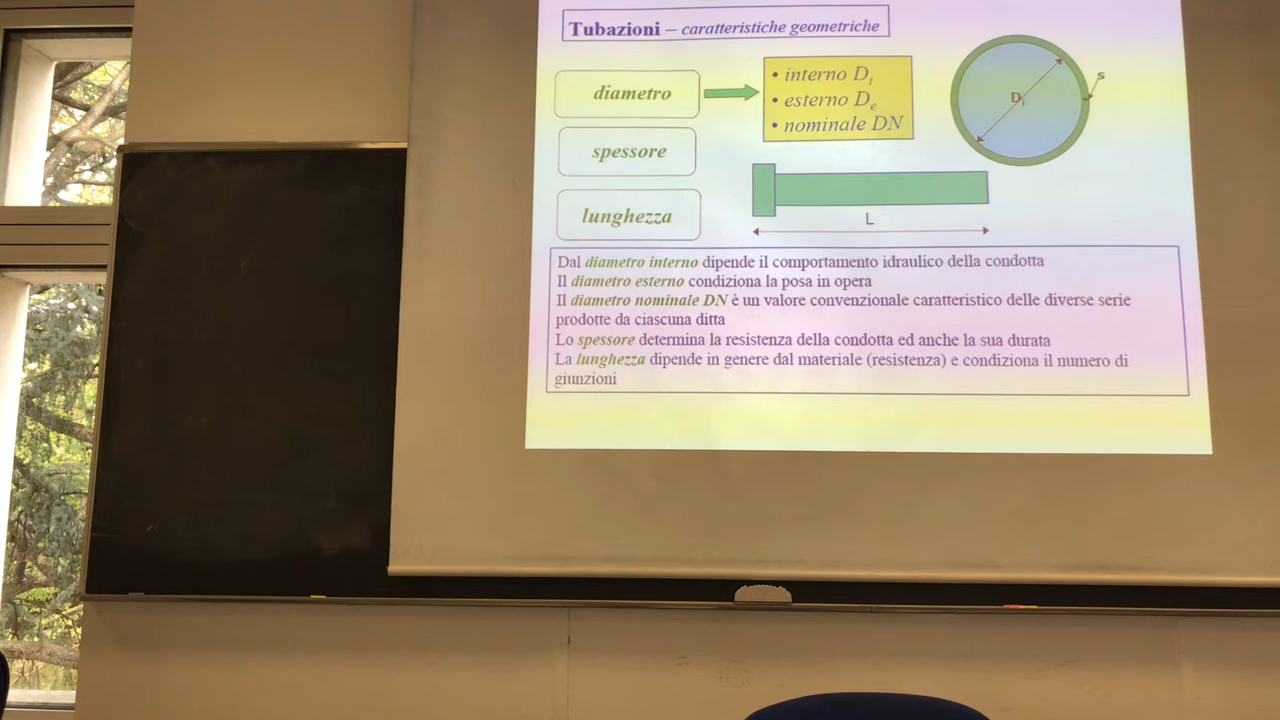 Tubazioni – caratteristiche geometriche
diametro
• interno Di
• esterno De
• nominale DN
Di
s
spessore
lunghezza
L
Dal diametro interno dipende il comportamento idraulico della condotta
Il diametro esterno condiziona la posa in opera
Il diametro nominale DN è un valore convenzionale caratteristico delle diverse serie
prodotte da ciascuna ditta
Lo spessore determina la resistenza della condotta ed anche la sua durata
La lunghezza dipende in genere dal materiale (resistenza) e condiziona il numero di
giunzioni